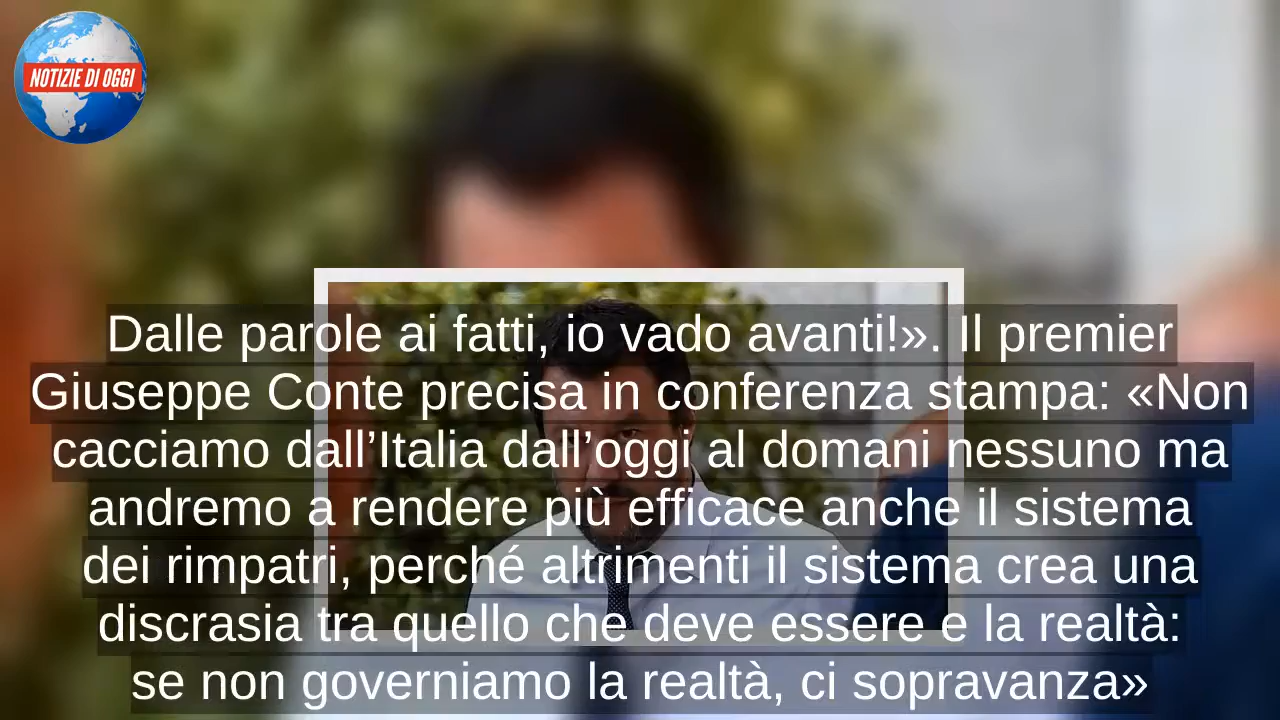 NOTIZIE DI OGGI
Dalle parole ai fatti, io vado avanti!». Il premier
Giuseppe Conte precisa in conferenza stampa: «Non
cacciamo dall’Italia dall’oggi al domani nessuno ma
andremo a rendere più efficace anche il sistema
dei rimpatri, perché altrimenti il sistema crea una
discrasia tra quello che deve essere e la realtà:
se non governiamo la realtà, ci sopravanza»